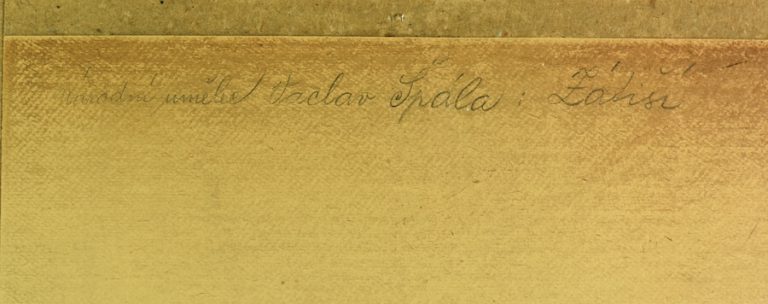 národní umělec Václav Špála : Zátiší